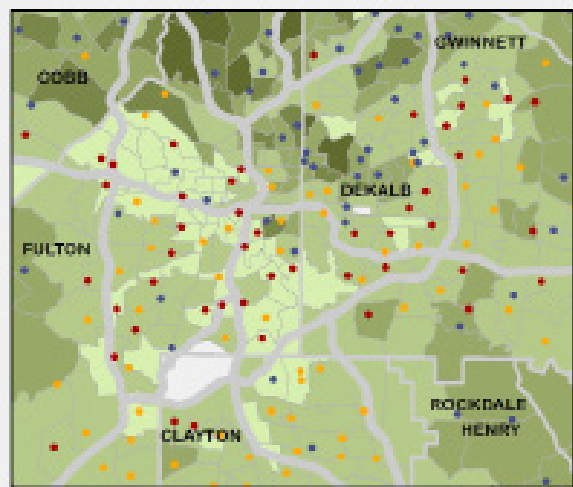 GWINNETT
COBB
DEKALB
FULTON
ROCKDALE
HENRY
CLAYTON